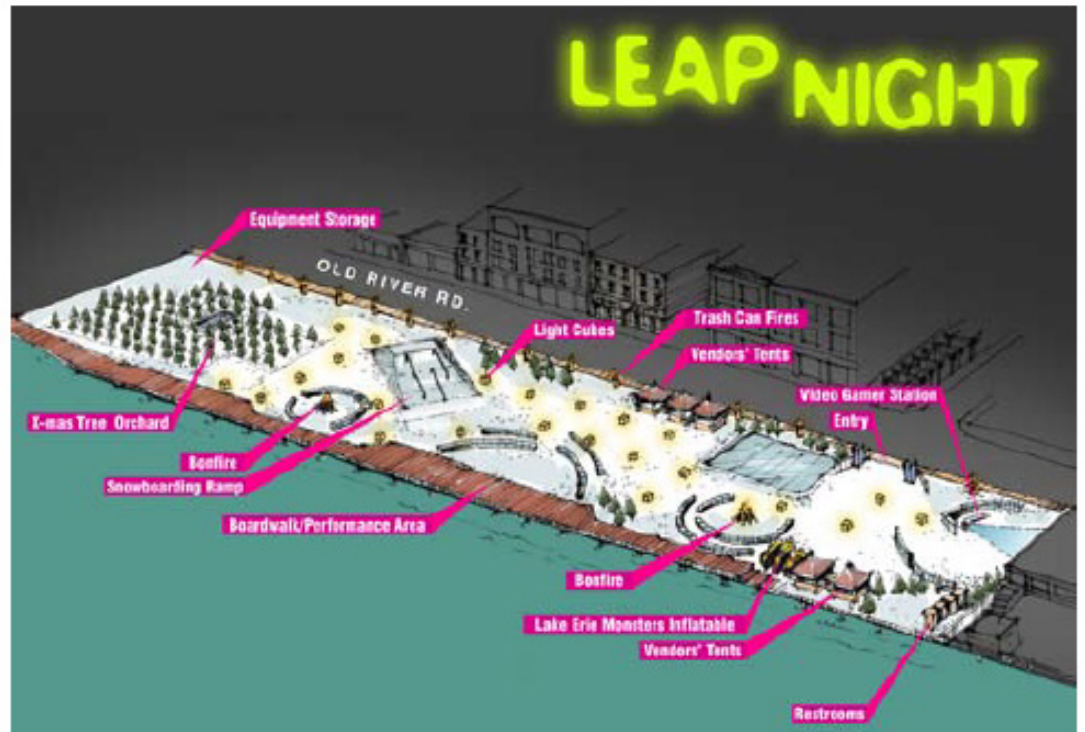 LEAP NIGHT
Equipment Storage
OLD RIVER RD.
Light Cubes
Trash Can Fires
Vendors' Tents
Video Gamer Station
Entry
X-mas Tree Orchard
Bonfire
Snowboarding Ramp
Boardwalk/Performance Area
Bonfire
Lake Erie Monsters Inflatable
Vendors' Tents
Restrooms